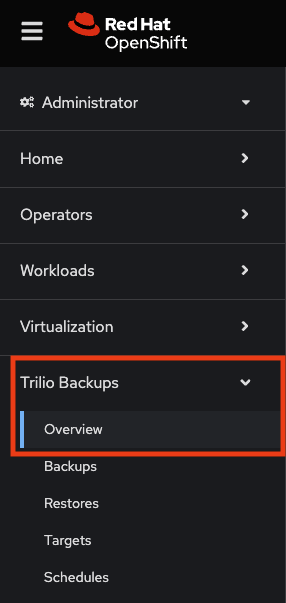 Red Hat
OpenShift
Administrator
Home
Operators
Workloads
Virtualization
Trilio Backups
Overview
Backups
Restores
Targets
Schedules